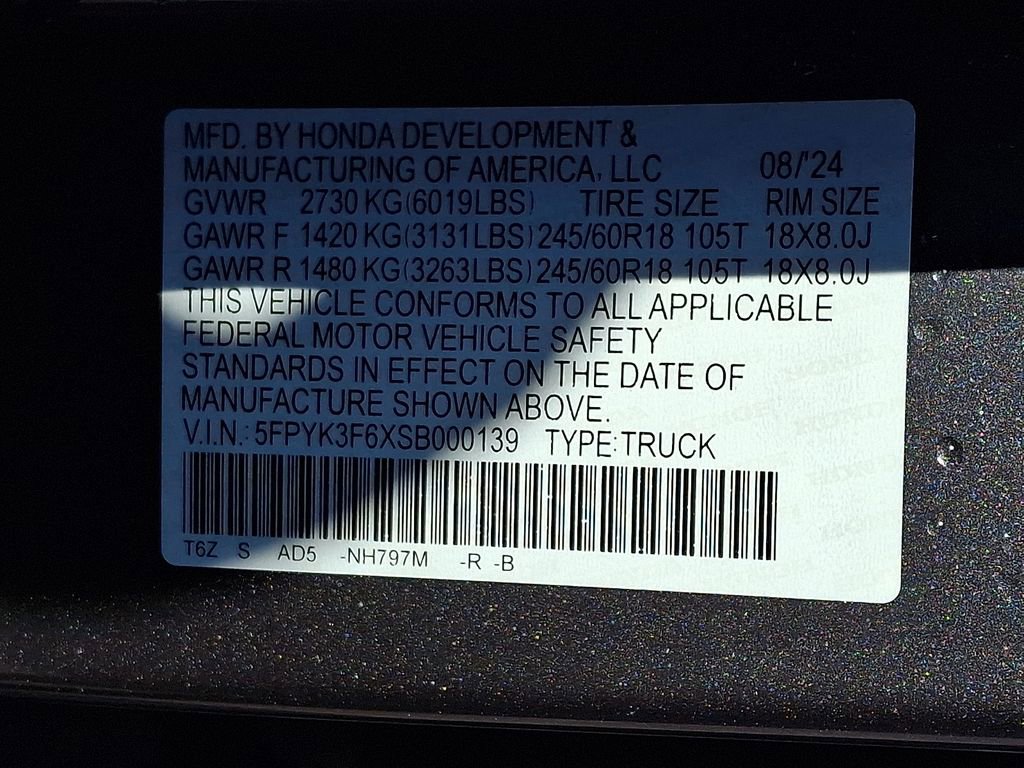 MFD. BY HONDA DEVELOPMENT &
MANUFACTURING OF AMERICA, LLC 08/'24
GVWR 2730 KG(6019LBS) TIRE SIZE RIM SIZE
GAWR F 1420 KG(3131LBS) 245/60R18 105T 18X8.0J
GAWR R 1480 KG(3263LBS) 245/60R18 105T 18X8.0J
THIS VEHICLE CONFORMS TO ALL APPLICABLE
FEDERAL MOTOR VEHICLE SAFETY
STANDARDS IN EFFECT ON THE DATE OF
MANUFACTURE SHOWN ABOVE.
V.I.N.: 5FPYK3F6XSB000139 TYPE:TRUCK
T6Z S AD5 -NH797M -R -B